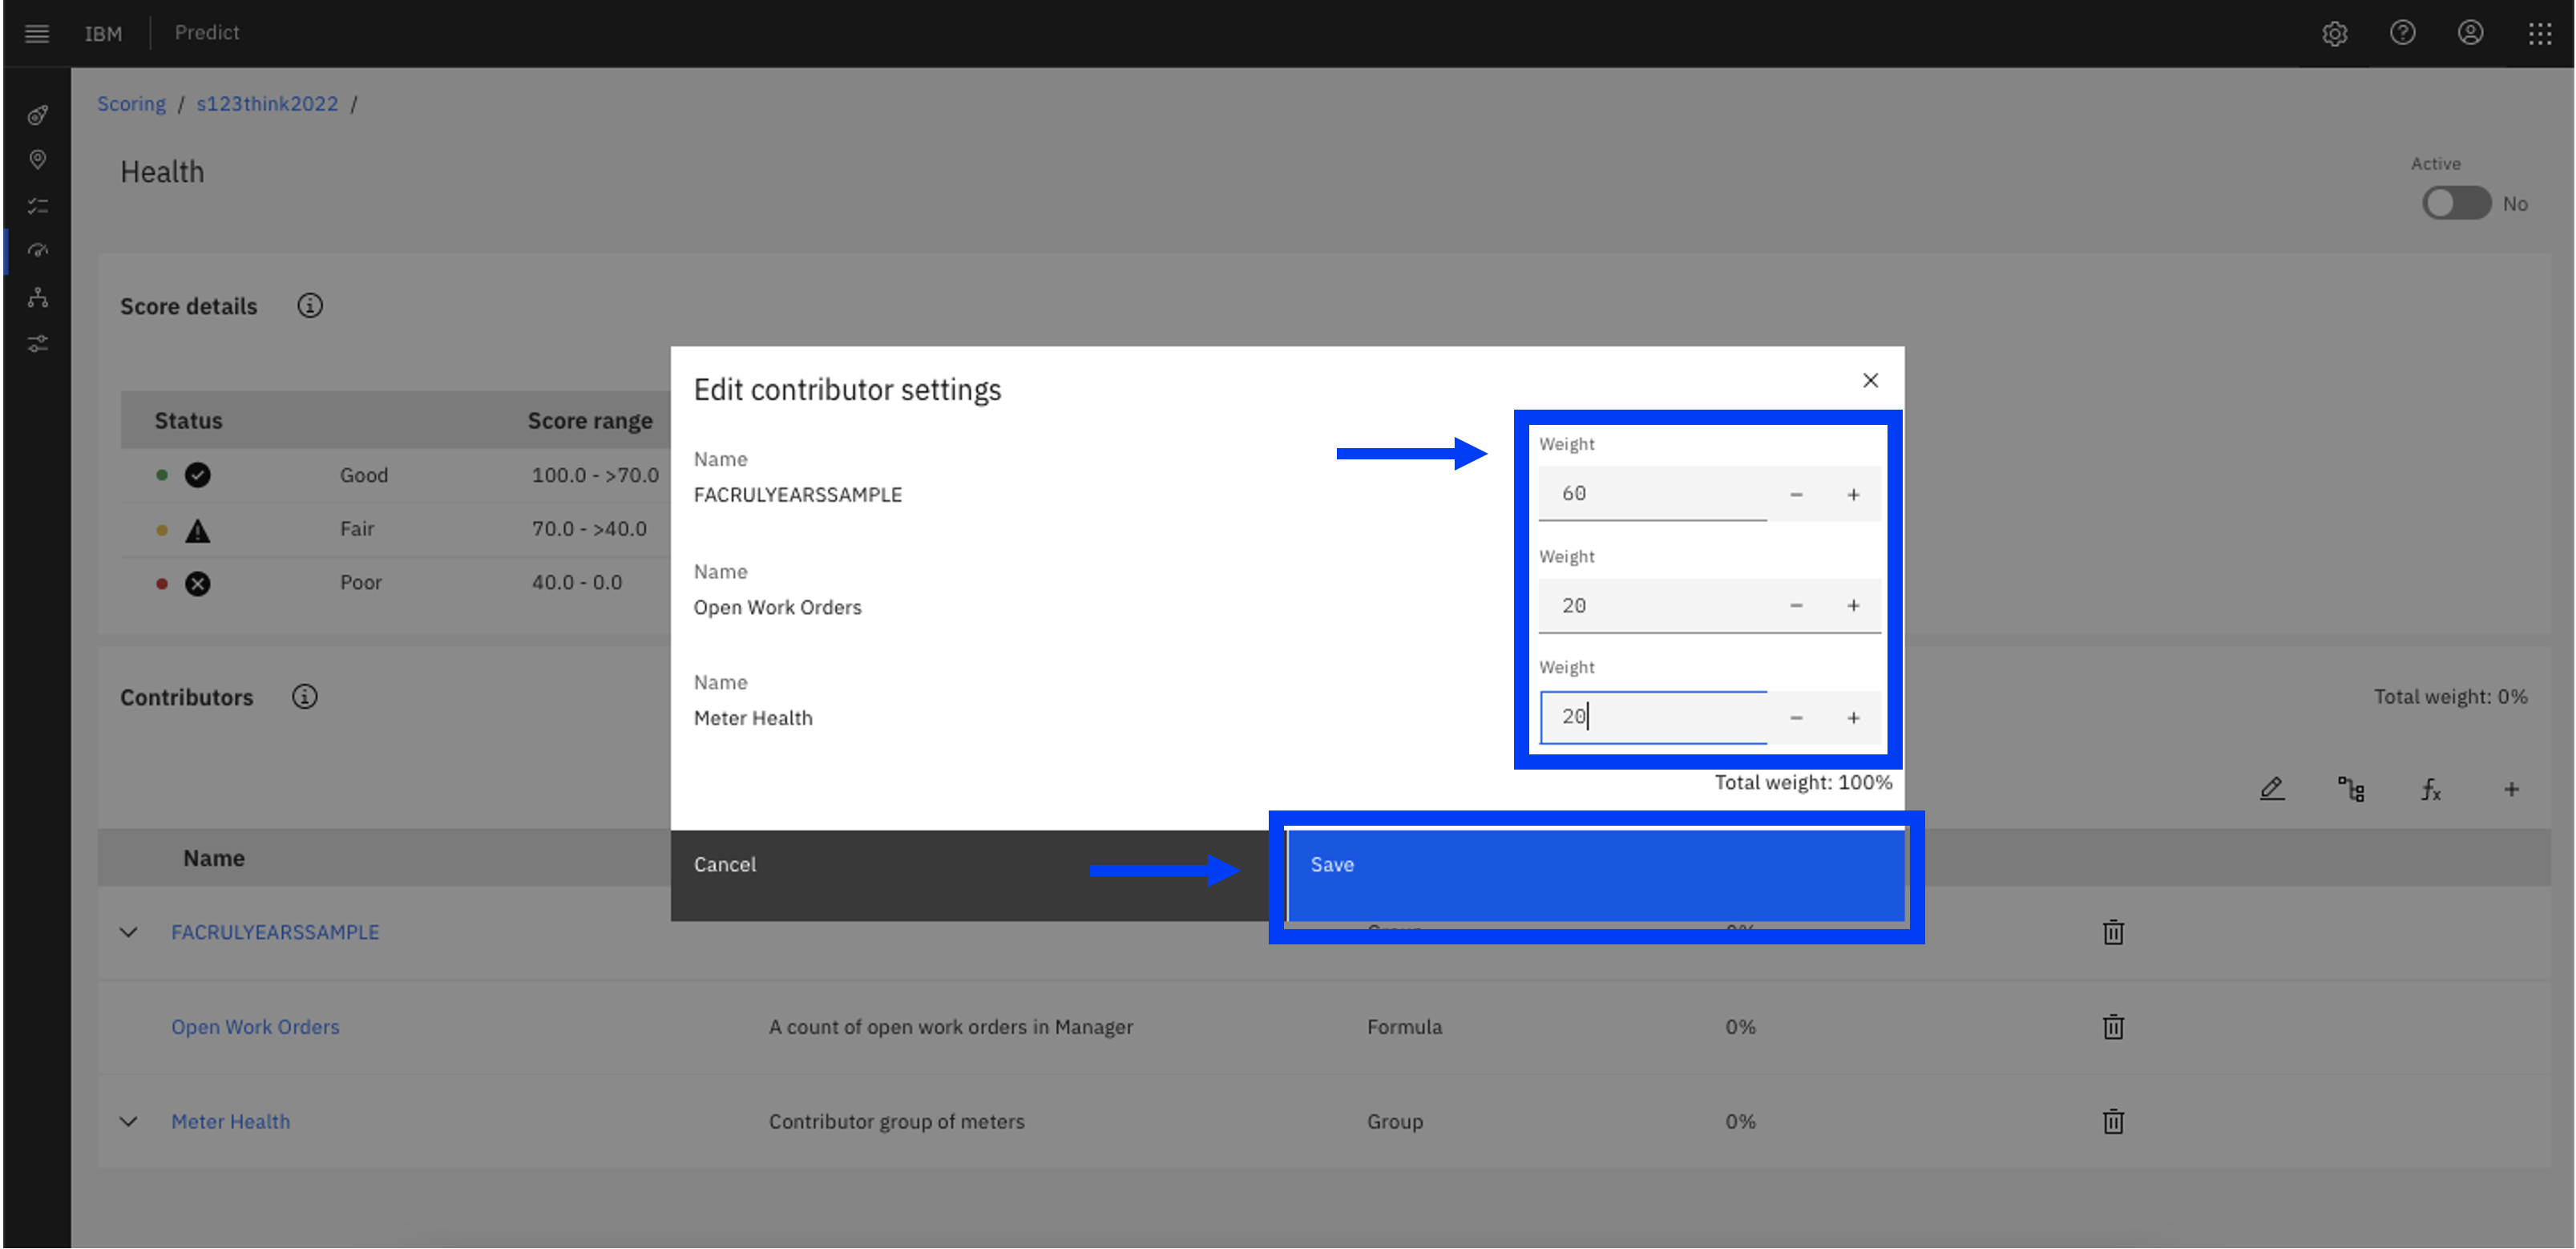 IBM Predict
Scoring / s123think2022 /
Health
Active
No
Score details
Status Score range
Good 100.0 - >70.0
Fair 70.0 - >40.0
Poor 40.0 - 0.0
Edit contributor settings
Name Weight
FACRULYEARSSAMPLE 60
Name Weight
Open Work Orders 20
Name Weight
Meter Health 20
Total weight: 100%
Cancel Save
Contributors Total weight: 0%
Name
FACRULYEARSSAMPLE Group 0%
Open Work Orders A count of open work orders in Manager Formula 0%
Meter Health Contributor group of meters Group 0%